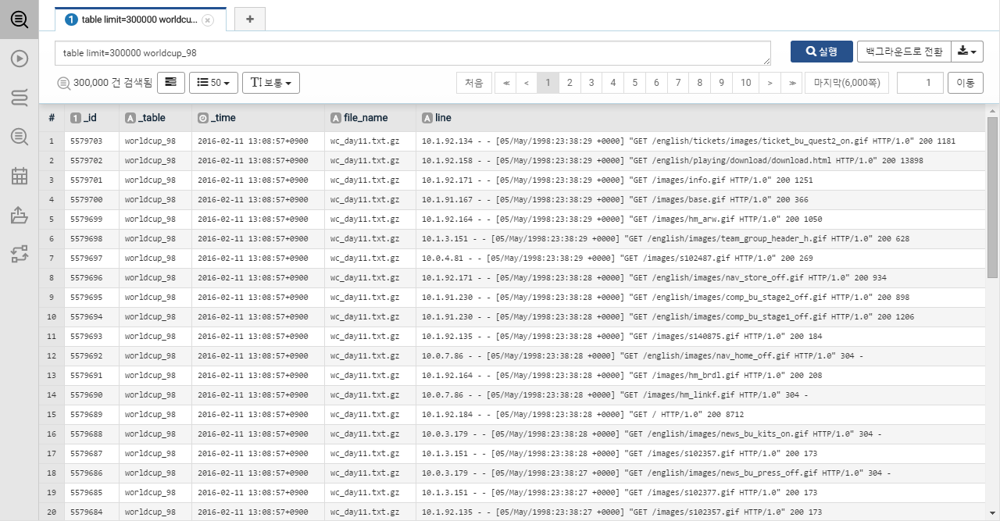 1 table limit=300000 worldcu...
+
table limit=300000 worldcup_98
실행
백그라운드로 전환
300,000 건 검색됨
50
T 보통
처음 << < 1 2 3 4 5 6 7 8 9 10 > >> 마지막(6,000쪽) 1 이동
# 1 _id A _table _time A file_name A line
1 5579703 worldcup_98 2016-02-11 13:08:57+0900 wc_day11.txt.gz 10.1.92.134 - - [05/May/1998:23:38:29 +0000] "GET /english/tickets/images/ticket_bu_quest2_on.gif HTTP/1.0" 200 1181
2 5579702 worldcup_98 2016-02-11 13:08:57+0900 wc_day11.txt.gz 10.1.92.158 - - [05/May/1998:23:38:29 +0000] "GET /english/playing/download/download.html HTTP/1.0" 200 13898
3 5579701 worldcup_98 2016-02-11 13:08:57+0900 wc_day11.txt.gz 10.1.92.171 - - [05/May/1998:23:38:29 +0000] "GET /images/info.gif HTTP/1.0" 200 1251
4 5579700 worldcup_98 2016-02-11 13:08:57+0900 wc_day11.txt.gz 10.1.91.167 - - [05/May/1998:23:38:29 +0000] "GET /images/base.gif HTTP/1.0" 200 366
5 5579699 worldcup_98 2016-02-11 13:08:57+0900 wc_day11.txt.gz 10.1.92.164 - - [05/May/1998:23:38:29 +0000] "GET /images/hm_arw.gif HTTP/1.0" 200 1050
6 5579698 worldcup_98 2016-02-11 13:08:57+0900 wc_day11.txt.gz 10.1.3.151 - - [05/May/1998:23:38:29 +0000] "GET /english/images/team_group_header_h.gif HTTP/1.0" 200 628
7 5579697 worldcup_98 2016-02-11 13:08:57+0900 wc_day11.txt.gz 10.0.4.81 - - [05/May/1998:23:38:29 +0000] "GET /images/s102487.gif HTTP/1.0" 200 269
8 5579696 worldcup_98 2016-02-11 13:08:57+0900 wc_day11.txt.gz 10.1.92.171 - - [05/May/1998:23:38:28 +0000] "GET /english/images/nav_store_off.gif HTTP/1.0" 200 934
9 5579695 worldcup_98 2016-02-11 13:08:57+0900 wc_day11.txt.gz 10.1.91.230 - - [05/May/1998:23:38:28 +0000] "GET /english/images/comp_bu_stage2_off.gif HTTP/1.0" 200 898
10 5579694 worldcup_98 2016-02-11 13:08:57+0900 wc_day11.txt.gz 10.1.91.230 - - [05/May/1998:23:38:28 +0000] "GET /english/images/comp_bu_stage1_off.gif HTTP/1.0" 200 1206
11 5579693 worldcup_98 2016-02-11 13:08:57+0900 wc_day11.txt.gz 10.1.92.135 - - [05/May/1998:23:38:28 +0000] "GET /images/s140875.gif HTTP/1.0" 200 184
12 5579692 worldcup_98 2016-02-11 13:08:57+0900 wc_day11.txt.gz 10.0.7.86 - - [05/May/1998:23:38:28 +0000] "GET /english/images/nav_home_off.gif HTTP/1.0" 304 -
13 5579691 worldcup_98 2016-02-11 13:08:57+0900 wc_day11.txt.gz 10.1.92.164 - - [05/May/1998:23:38:28 +0000] "GET /images/hm_brdl.gif HTTP/1.0" 200 208
14 5579690 worldcup_98 2016-02-11 13:08:57+0900 wc_day11.txt.gz 10.0.7.86 - - [05/May/1998:23:38:28 +0000] "GET /images/hm_linkf.gif HTTP/1.0" 304 -
15 5579689 worldcup_98 2016-02-11 13:08:57+0900 wc_day11.txt.gz 10.1.92.184 - - [05/May/1998:23:38:28 +0000] "GET / HTTP/1.0" 200 8712
16 5579688 worldcup_98 2016-02-11 13:08:57+0900 wc_day11.txt.gz 10.0.3.179 - - [05/May/1998:23:38:28 +0000] "GET /english/images/news_bu_kits_on.gif HTTP/1.0" 304 -
17 5579687 worldcup_98 2016-02-11 13:08:57+0900 wc_day11.txt.gz 10.1.3.151 - - [05/May/1998:23:38:28 +0000] "GET /images/s102357.gif HTTP/1.0" 200 173
18 5579686 worldcup_98 2016-02-11 13:08:57+0900 wc_day11.txt.gz 10.0.3.179 - - [05/May/1998:23:38:27 +0000] "GET /english/images/news_bu_press_off.gif HTTP/1.0" 304 -
19 5579685 worldcup_98 2016-02-11 13:08:57+0900 wc_day11.txt.gz 10.1.3.151 - - [05/May/1998:23:38:27 +0000] "GET /images/s102377.gif HTTP/1.0" 200 173
20 5579684 worldcup_98 2016-02-11 13:08:57+0900 wc_day11.txt.gz 10.1.92.135 - - [05/May/1998:23:38:27 +0000] "GET /images/s102357.gif HTTP/1.0" 200 173